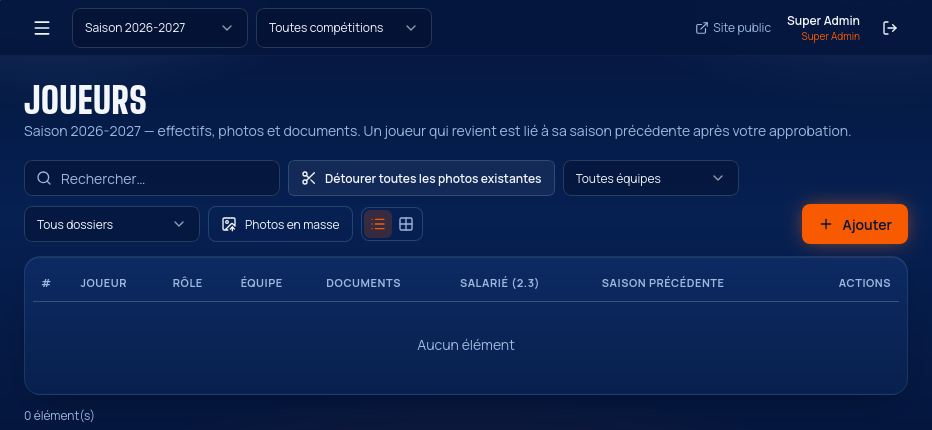 Saison 2026-2027
Toutes compétitions
Site public
Super Admin
Super Admin
JOUEURS
Saison 2026-2027 — effectifs, photos et documents. Un joueur qui revient est lié à sa saison précédente après votre approbation.
Rechercher...
Détourer toutes les photos existantes
Toutes équipes
Tous dossiers
Photos en masse
Ajouter
# JOUEUR RÔLE ÉQUIPE DOCUMENTS SALARIÉ (2.3) SAISON PRÉCÉDENTE ACTIONS
Aucun élément
0 élément(s)